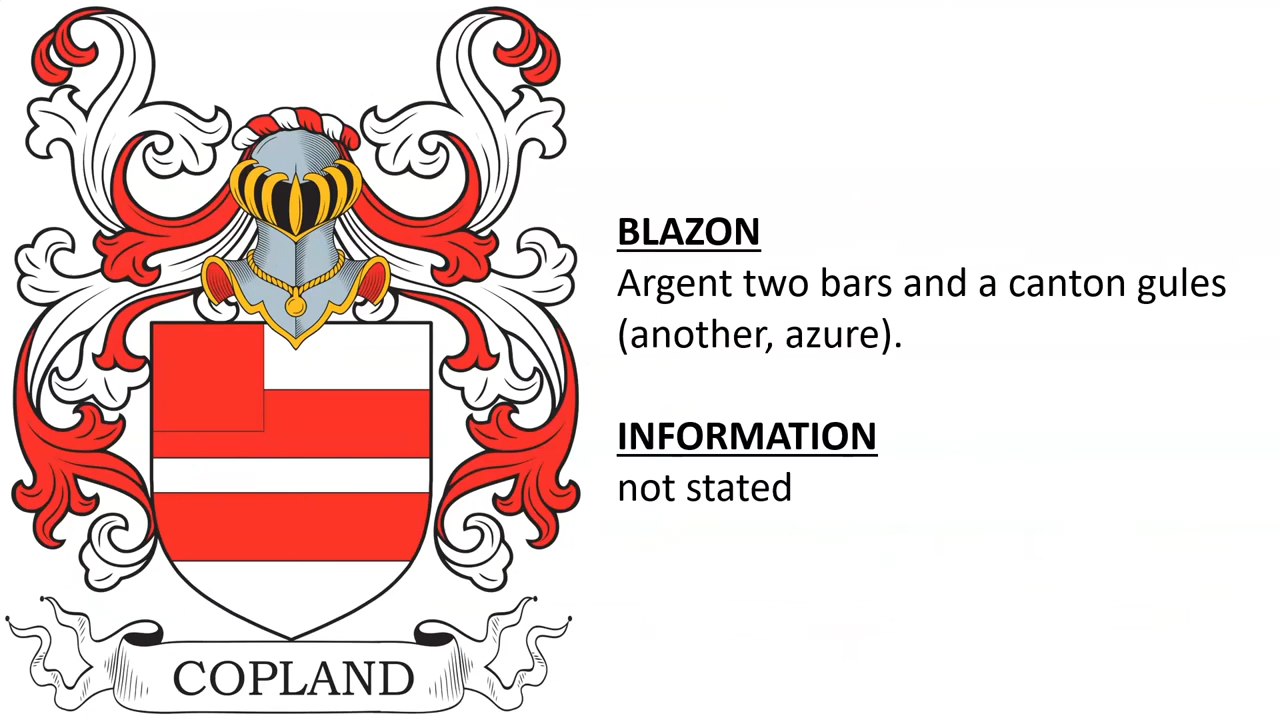 BLAZON
Argent two bars and a canton gules
(another, azure).
INFORMATION
not stated
COPLAND